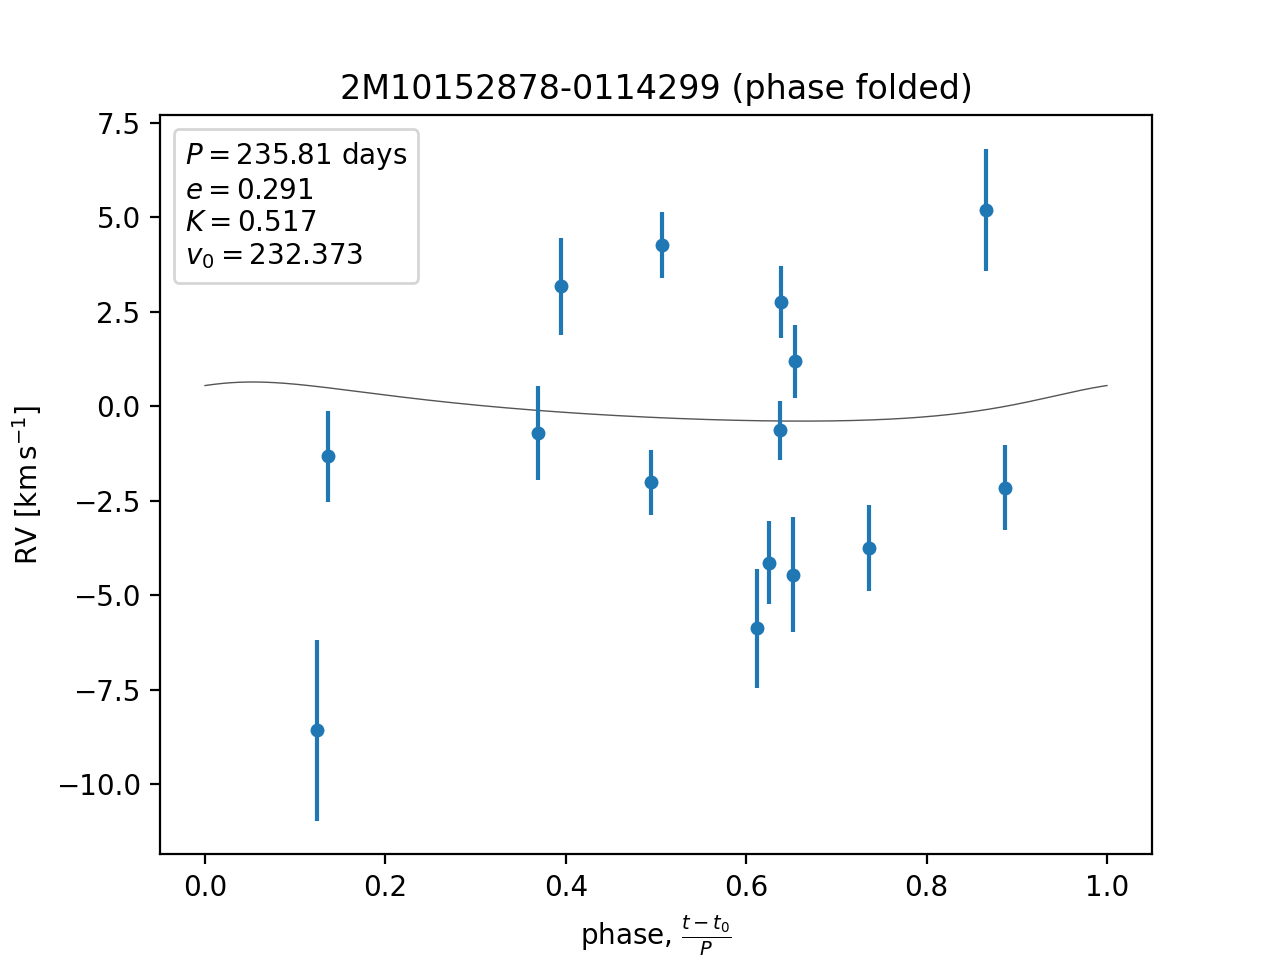 2M10152878-0114299 (phase folded)
P = 235.81 days
e = 0.291
K = 0.517
v₀ = 232.373
7.5
5.0
2.5
0.0
−2.5
−5.0
−7.5
−10.0
RV [km s⁻¹]
0.0 0.2 0.4 0.6 0.8 1.0
phase, (t − t₀)/P